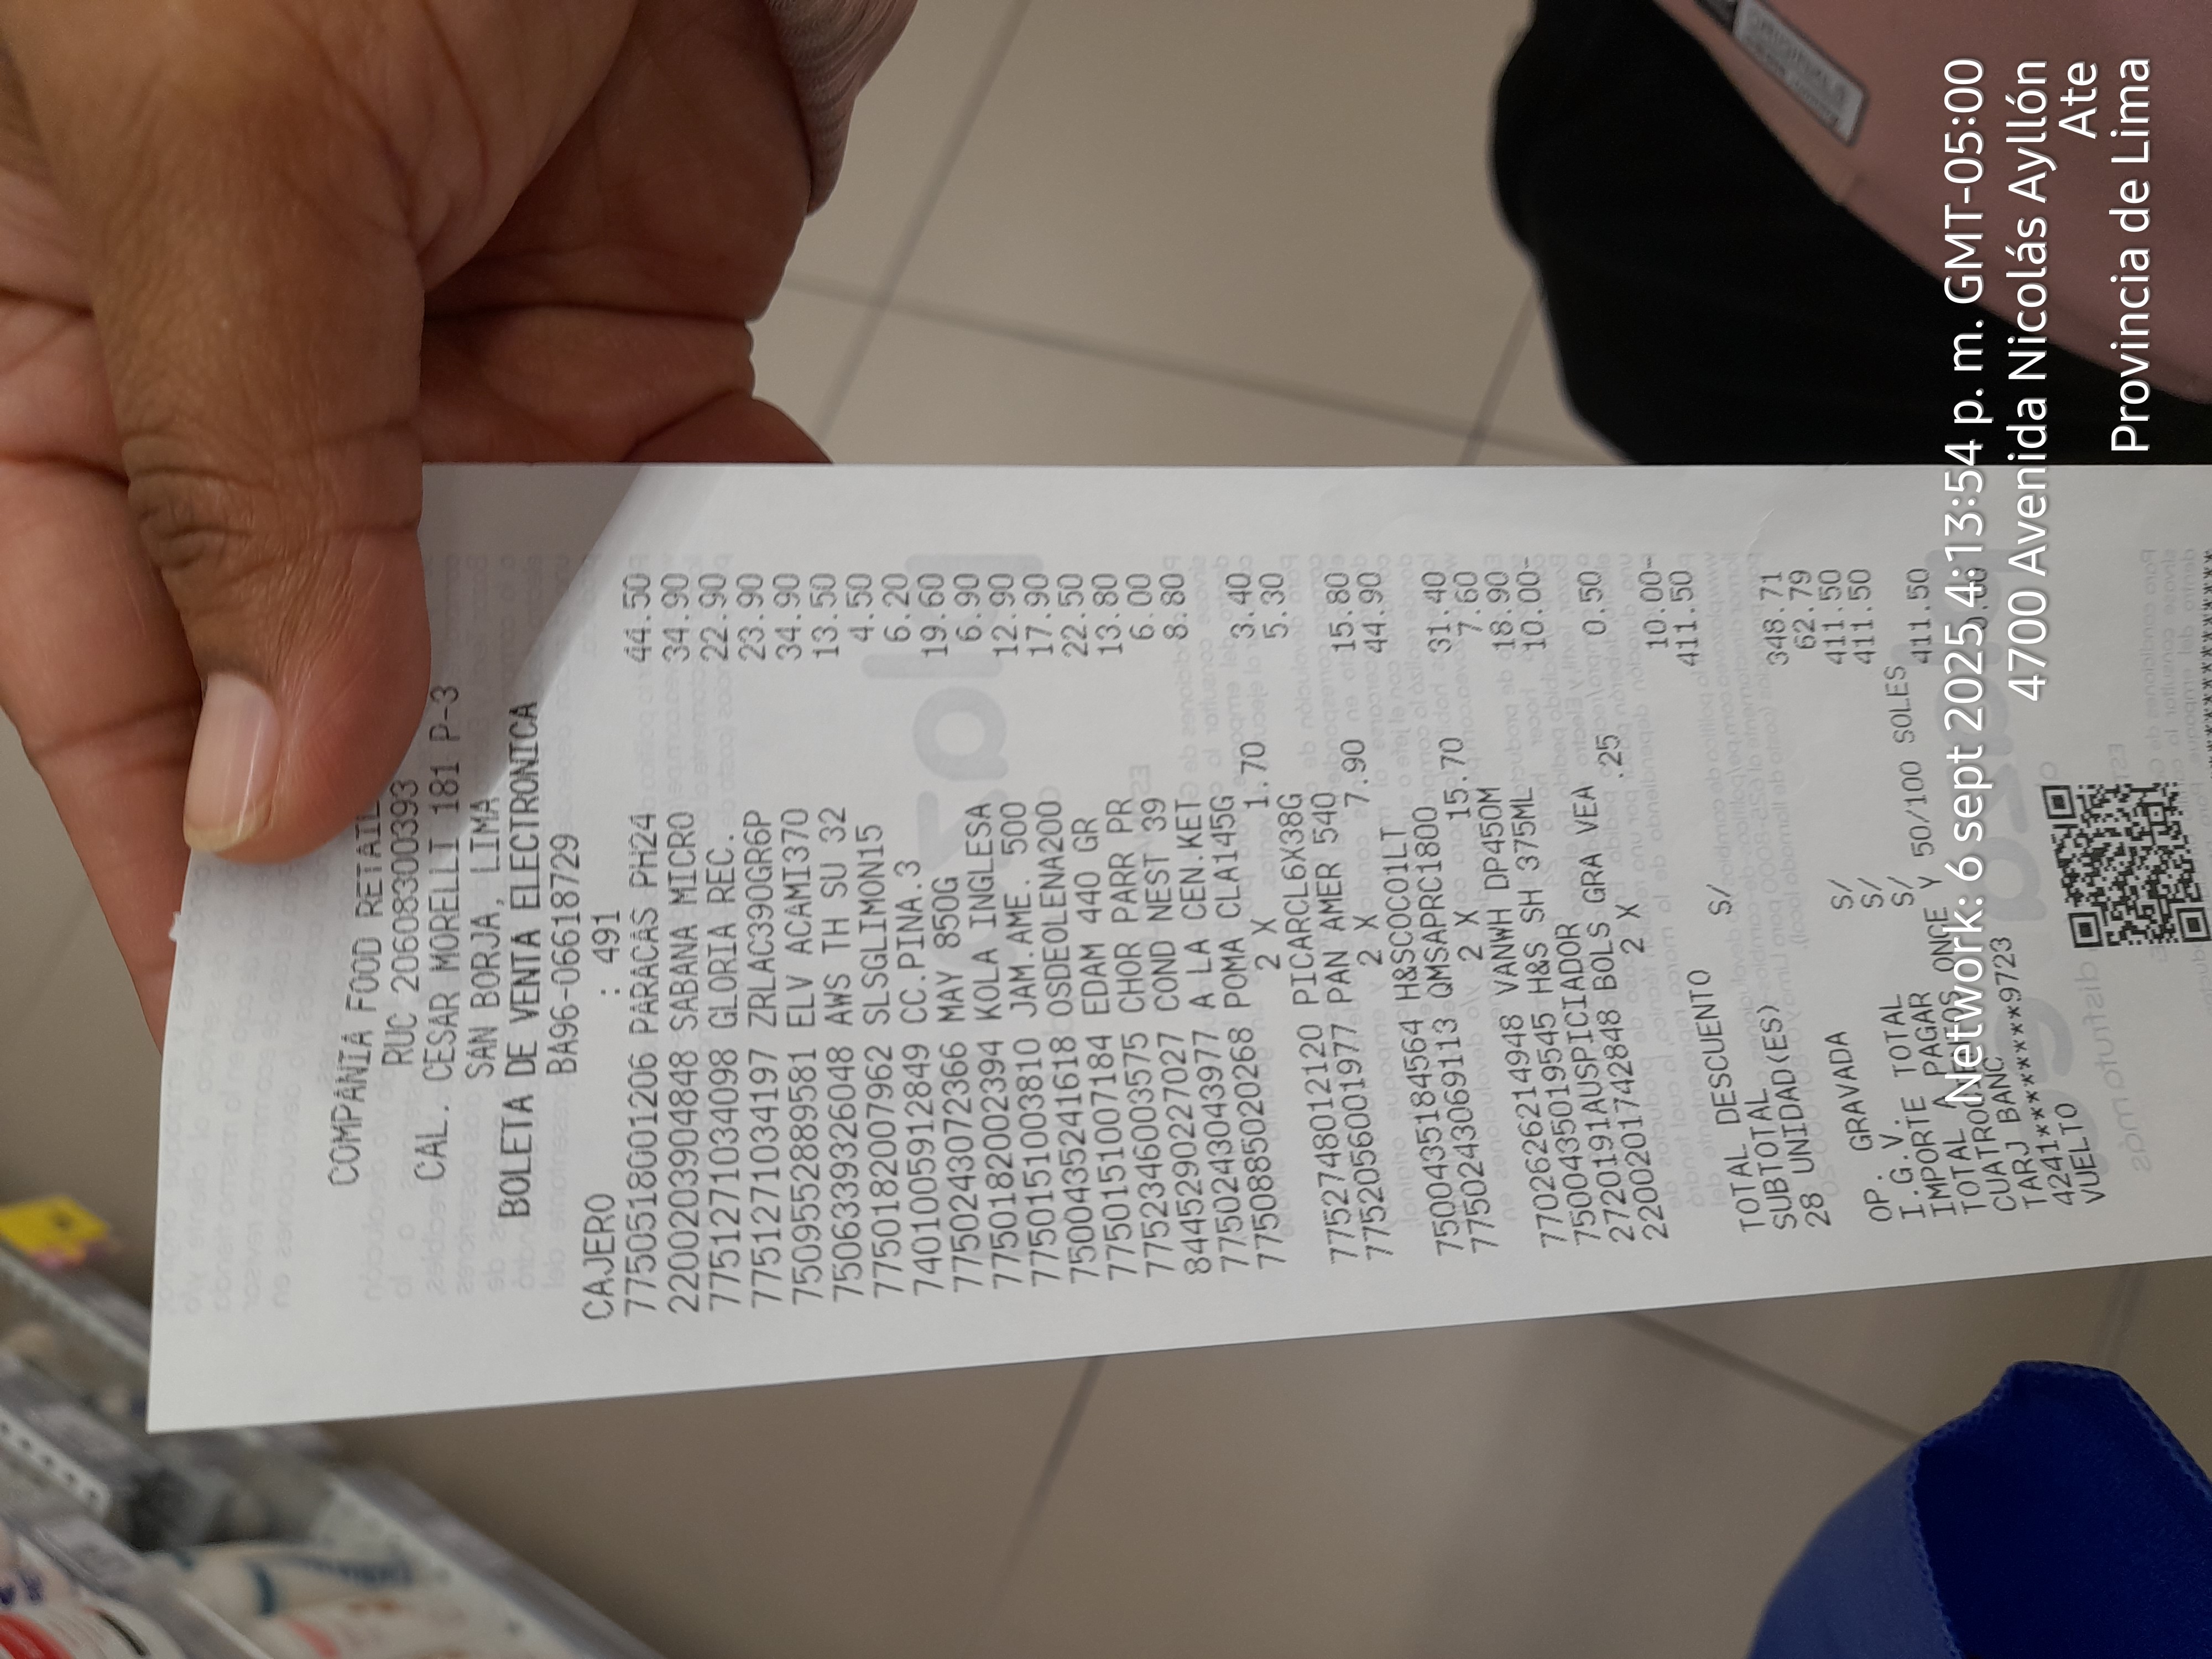 COMPANIA FOOD RETAIL
RUC 20608300393
CAL. CESAR MORELLI 181 P-3
SAN BORJA, LIMA
BOLETA DE VENTA ELECTRONICA
BA96-06618729
CAJERO : 491
7750518001206 PARACAS PH24 44.50
2200203904848 SABANA MICRO 34.90
7751271034098 GLORIA REC. 22.90
7751271034197 ZRLAC390GR6P 23.90
7509552889581 ELV ACAMI370 34.90
7506339326048 AWS TH SU 32 13.50
7750182007962 SLSGLIMON15 4.50
7401005912849 CC.PINA.3 6.20
7750243072366 MAY 850G 19.60
7750182002394 KOLA INGLESA 6.90
7750151003810 JAM.AME. 500 12.90
7500435241618 OSDEOLENA200 17.90
7750151007184 EDAM 440 GR 22.50
7752346003575 CHOR PARR PR 13.80
8445290227027 COND NEST 39 6.00
7750243043977 A LA CEN.KET 8.80
7750885020268 POMA CLA145G
2 X 1.70 3.40
7752748012120 PICARCL6X38G 5.30
7752056001977 PAN AMER 540
2 X 7.90 15.80
7500435184564 H&SCOCO1LT 44.90
7750243069113 QMSAPRC1800
2 X 15.70 31.40
7702626214948 VANWH DP450M 7.60
7500435019545 H&S SH 375ML 18.90
2720191AUSPICIADOR 10.00-
2200201742848 BOLS GRA VEA
2 X .25 0.50
TOTAL DESCUENTO 10.00-
SUBTOTAL S/ 411.50
28 UNIDAD(ES)
OP. GRAVADA S/ 348.71
I.G.V. S/ 62.79
IMPORTE TOTAL S/ 411.50
TOTAL A PAGAR 411.50
CUATROCIENTOS ONCE Y 50/100 SOLES
TARJ BANC 411.50
4241********9723
VUELTO 0.00
Network: 6 sept 2025 4:13:54 p. m. GMT-05:00
4700 Avenida Nicolás Ayllón
Ate
Provincia de Lima